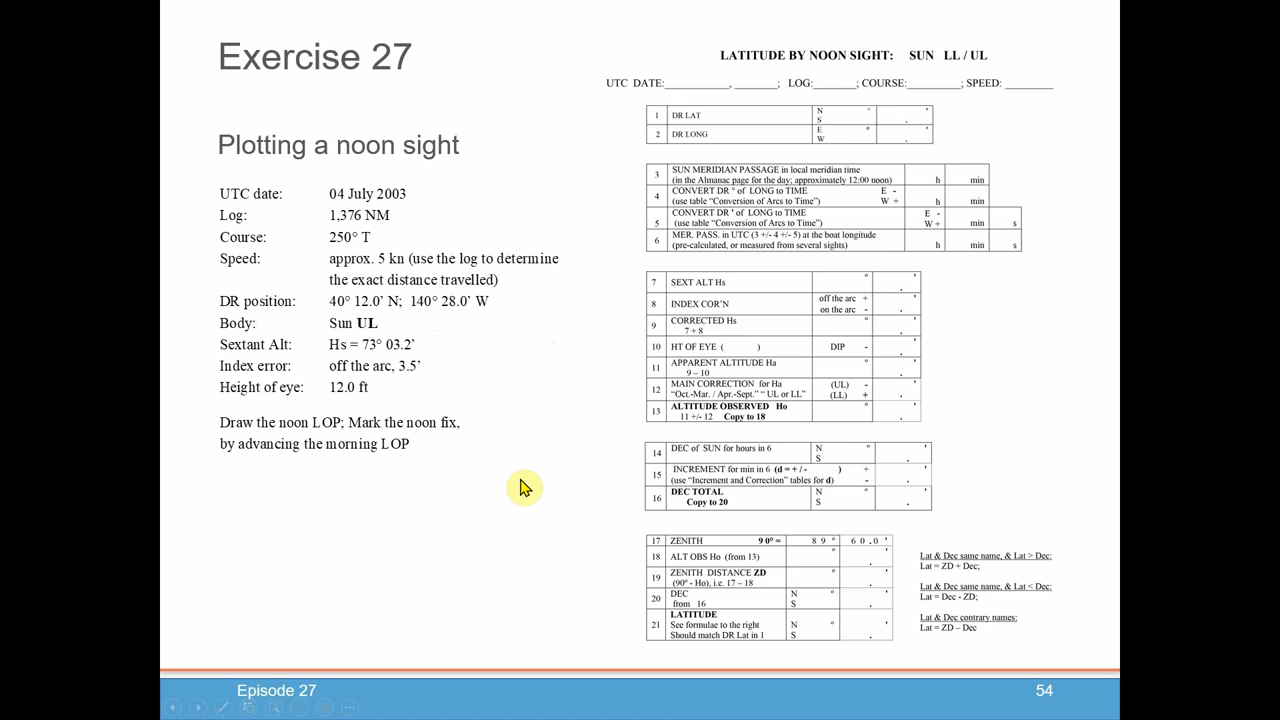 Exercise 27
Plotting a noon sight
UTC date: 04 July 2003
Log: 1,376 NM
Course: 250° T
Speed: approx. 5 kn (use the log to determine
the exact distance travelled)
DR position: 40° 12.0’ N; 140° 28.0’ W
Body: Sun UL
Sextant Alt: Hs = 73° 03.2’
Index error: off the arc, 3.5’
Height of eye: 12.0 ft
Draw the noon LOP; Mark the noon fix,
by advancing the morning LOP
LATITUDE BY NOON SIGHT: SUN LL / UL
UTC DATE:___________, _______; LOG:_______; COURSE:_________; SPEED: ________
1 DR LAT N S ° . '
2 DR LONG E W ° . '
3 SUN MERIDIAN PASSAGE in local meridian time
(in the Almanac page for the day; approximately 12:00 noon) h min
4 CONVERT DR ° of LONG to TIME E -
(use table “Conversion of Arcs to Time”) W + h min
5 CONVERT DR ' of LONG to TIME E -
(use table “Conversion of Arcs to Time”) W + min s
6 MER. PASS. in UTC (3 +/- 4 +/- 5) at the boat longitude
(pre-calculated, or measured from several sights) h min s
7 SEXT ALT Hs ° . '
8 INDEX COR’N off the arc +
on the arc - . '
9 CORRECTED Hs ° '
7 + 8 .
10 HT OF EYE ( ) DIP - . '
11 APPARENT ALTITUDE Ha ° '
9 – 10 .
12 MAIN CORRECTION for Ha (UL) - '
“Oct.-Mar. / Apr.-Sept.” “ UL or LL” (LL) + .
13 ALTITUDE OBSERVED Ho ° '
11 +/- 12 Copy to 18 .
14 DEC of SUN for hours in 6 N S ° . '
15 INCREMENT for min in 6 (d = + / - ) + '
(use “Increment and Correction” tables for d) - .
16 DEC TOTAL N ° '
Copy to 20 S .
17 ZENITH 90° = 89° 60.0'
18 ALT OBS Ho (from 13) ° . '
19 ZENITH DISTANCE ZD ° '
(90° - Ho), i.e. 17 – 18 .
20 DEC N ° '
from 16 S .
21 LATITUDE
See formulae to the right N ° '
Should match DR Lat in 1 S .
Lat & Dec same name, & Lat > Dec:
Lat = ZD + Dec;
Lat & Dec same name, & Lat < Dec:
Lat = Dec - ZD;
Lat & Dec contrary names:
Lat = ZD – Dec
Episode 27
54